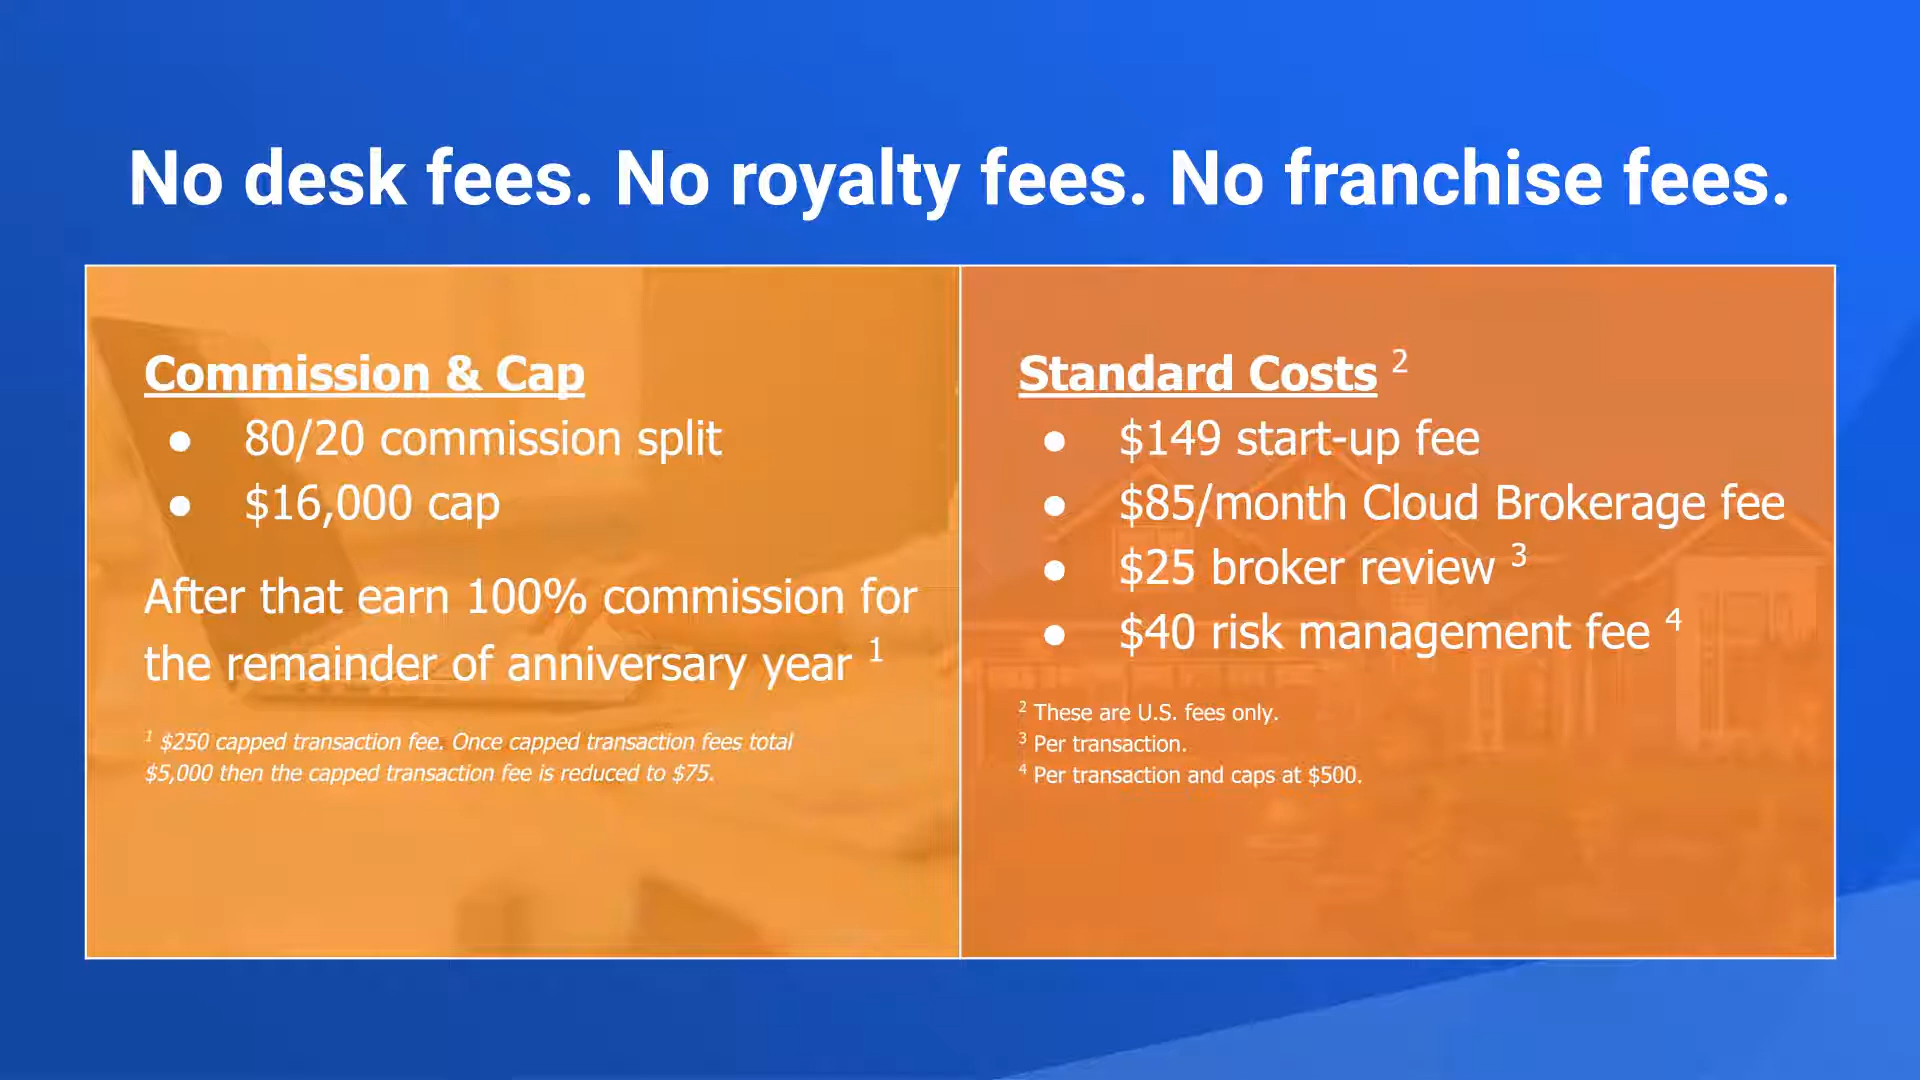 No desk fees. No royalty fees. No franchise fees.
Commission & Cap
● 80/20 commission split
● $16,000 cap
After that earn 100% commission for
the remainder of anniversary year 1
1 $250 capped transaction fee. Once capped transaction fees total
$5,000 then the capped transaction fee is reduced to $75.
Standard Costs 2
● $149 start-up fee
● $85/month Cloud Brokerage fee
● $25 broker review 3
● $40 risk management fee 4
2 These are U.S. fees only.
3 Per transaction.
4 Per transaction and caps at $500.